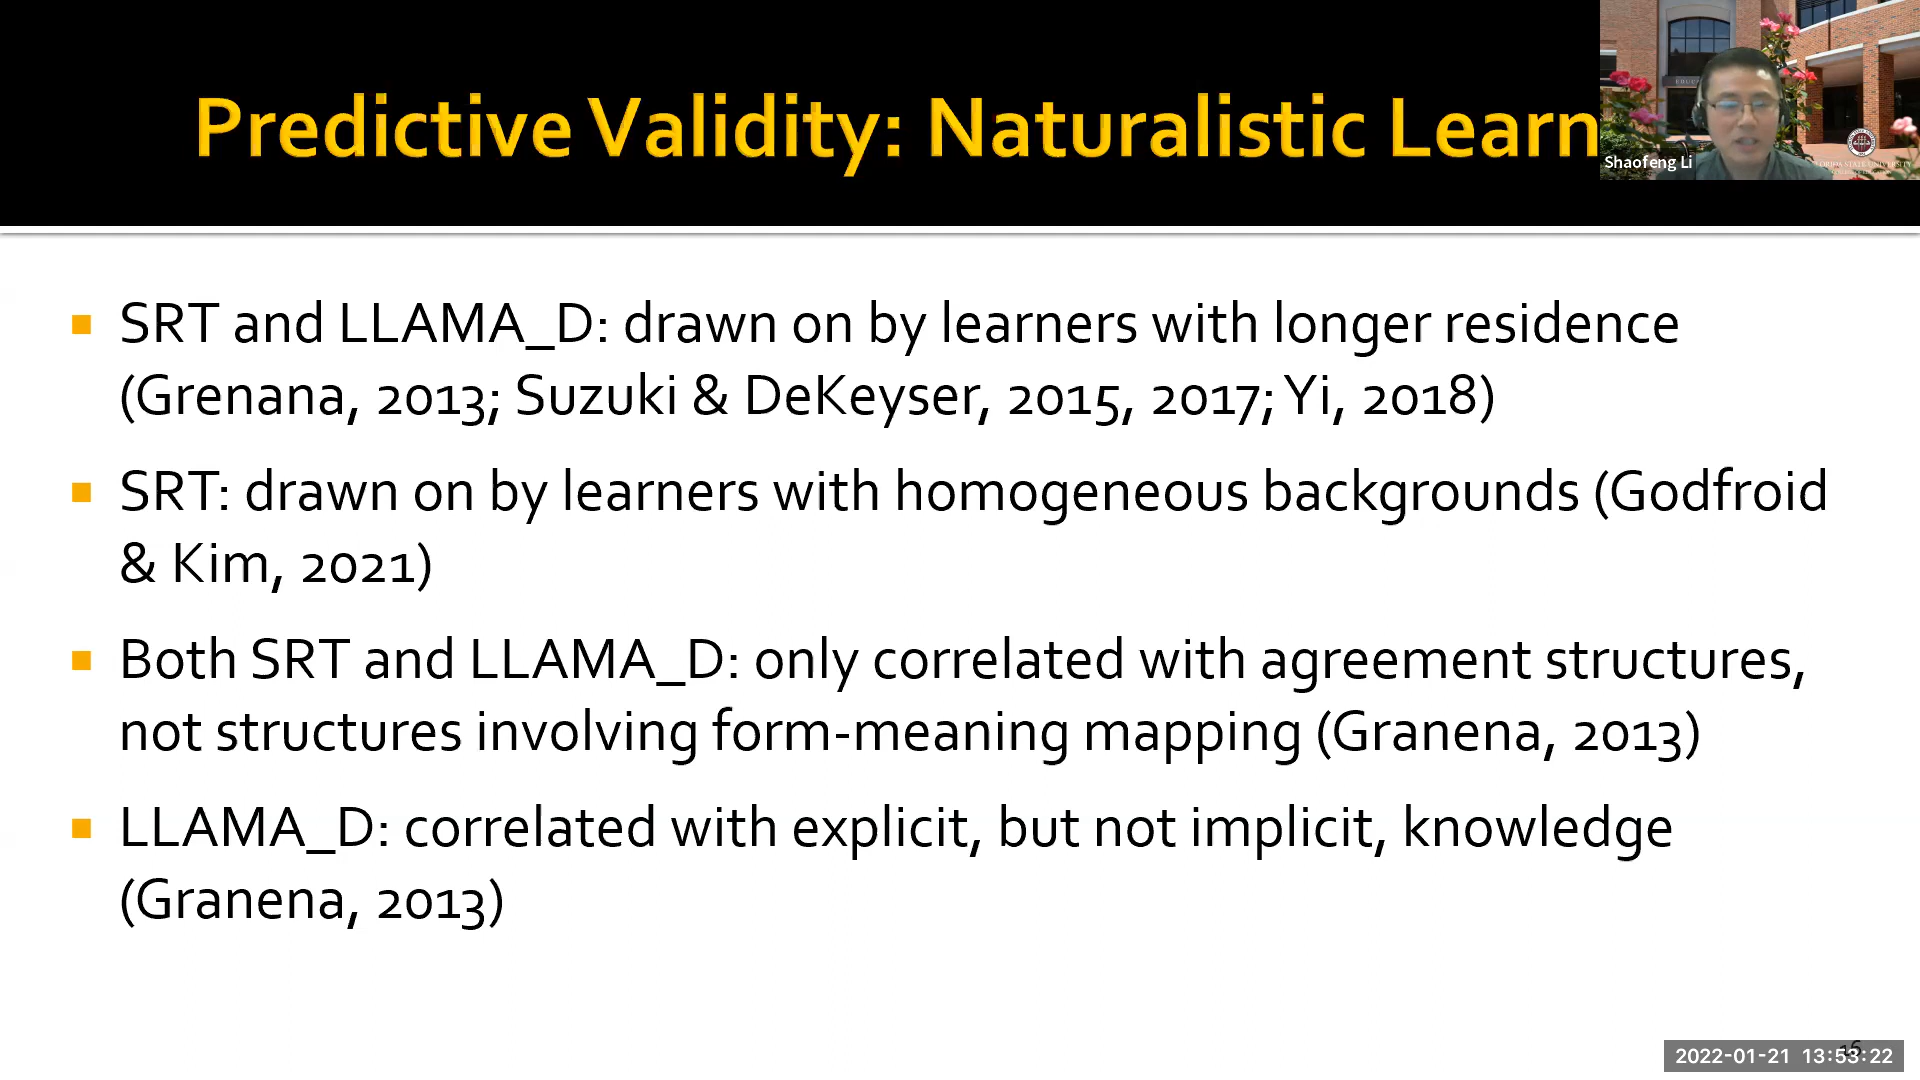 Predictive Validity: Naturalistic Learn
Shaofeng Li
SRT and LLAMA_D: drawn on by learners with longer residence
(Grenana, 2013; Suzuki & DeKeyser, 2015, 2017; Yi, 2018)
SRT: drawn on by learners with homogeneous backgrounds (Godfroid
& Kim, 2021)
Both SRT and LLAMA_D: only correlated with agreement structures,
not structures involving form-meaning mapping (Granena, 2013)
LLAMA_D: correlated with explicit, but not implicit, knowledge
(Granena, 2013)
2022-01-21 13:53:22